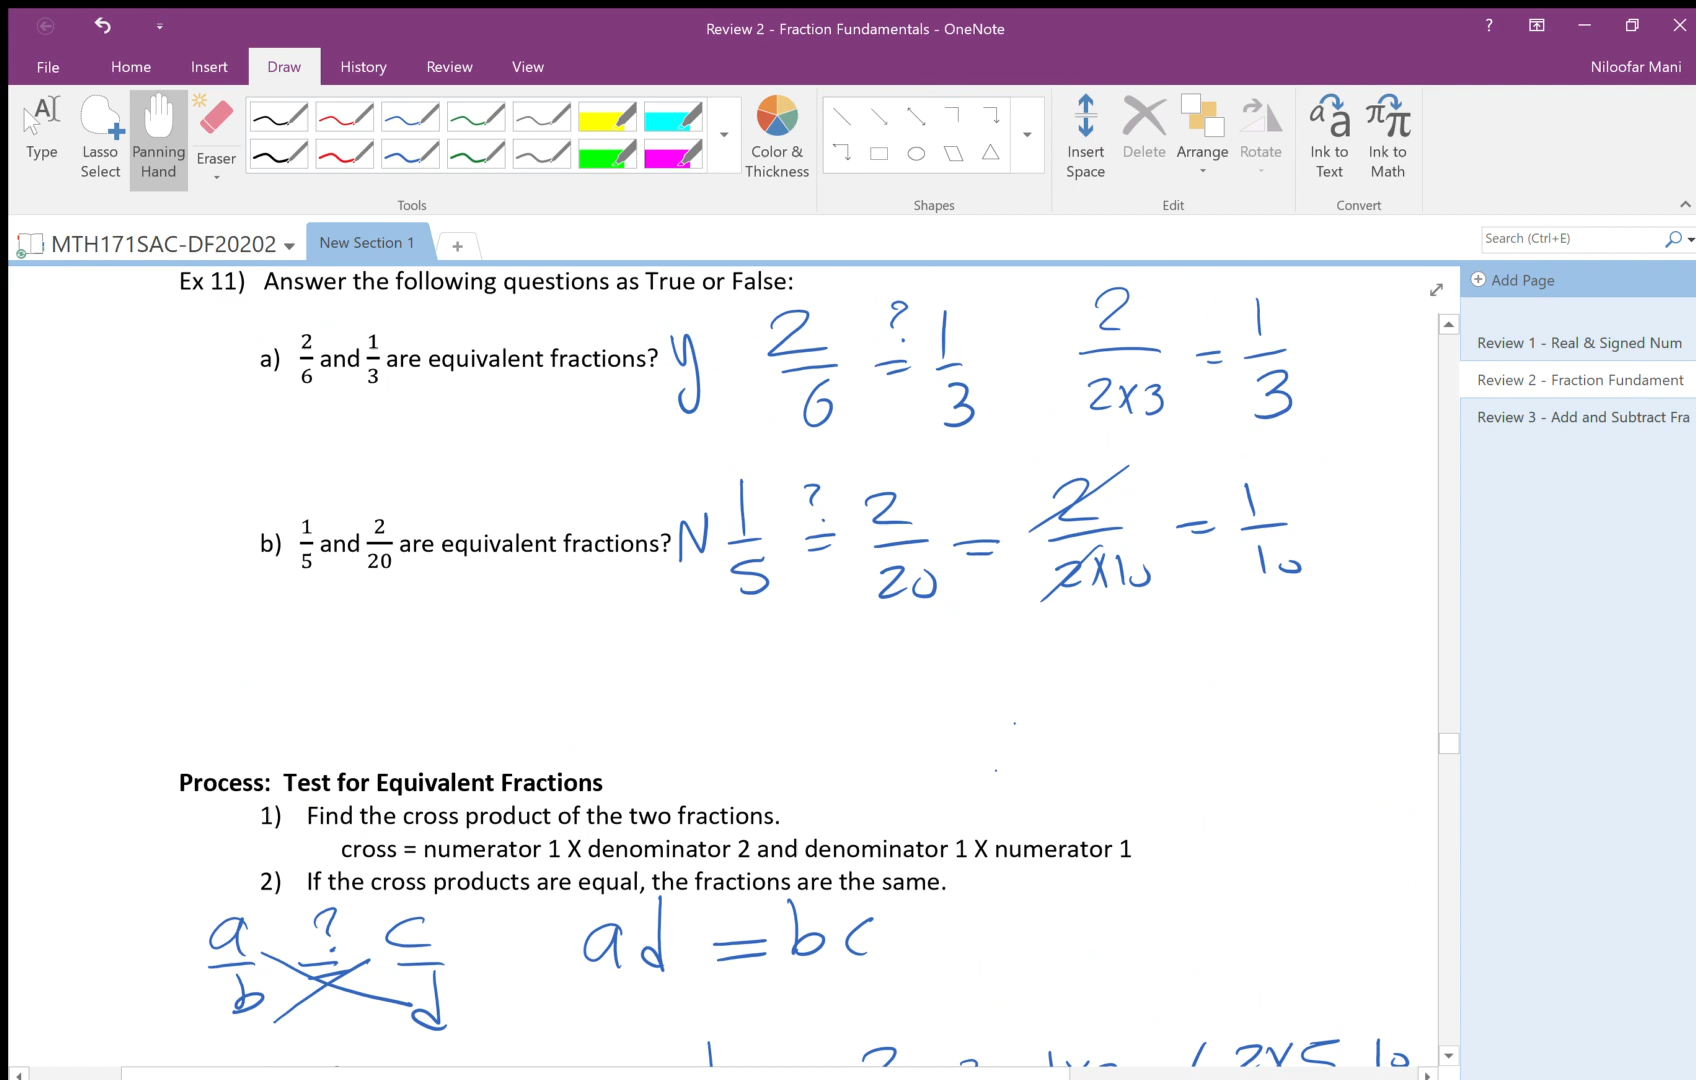 Review 2 - Fraction Fundamentals - OneNote
?
File Home Insert Draw History Review View
Niloofar Mani
Type
Lasso Select
Panning Hand
Eraser
Color & Thickness
Insert Space
Delete
Arrange
Rotate
Ink to Text
Ink to Math
Tools
Shapes
Edit
Convert
MTH171SAC-DF20202
New Section 1
+
Search (Ctrl+E)
Add Page
Review 1 - Real & Signed Num
Review 2 - Fraction Fundament
Review 3 - Add and Subtract Fra
Ex 11) Answer the following questions as True or False:
a) 2/6 and 1/3 are equivalent fractions? y 2/6 ?= 1/3 2/2x3 = 1/3
b) 1/5 and 2/20 are equivalent fractions? N 1/5 ?= 2/20 = 2/2x10 = 1/10
Process: Test for Equivalent Fractions
1) Find the cross product of the two fractions.
cross = numerator 1 X denominator 2 and denominator 1 X numerator 1
2) If the cross products are equal, the fractions are the same.
a/b ?= c/d ad = bc
2x5 10